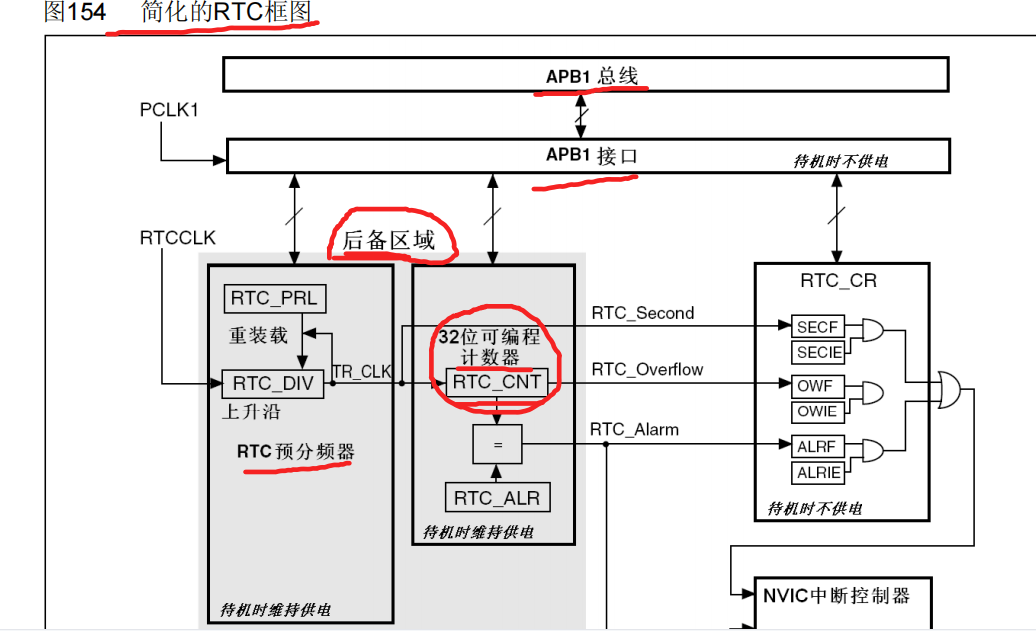 图154 简化的RTC框图
APB1 总线
PCLK1
APB1 接口
待机时不供电
RTCCLK
后备区域
RTC_CR
RTC_PRL
重装载
32位可编程
计数器
RTC_Second
SECF
SECIE
TR_CLK
RTC_DIV
RTC_CNT
RTC_Overflow
OWF
OWIE
上升沿
RTC_Alarm
=
ALRF
ALRIE
RTC预分频器
RTC_ALR
待机时维持供电
待机时不供电
待机时维持供电
NVIC中断控制器